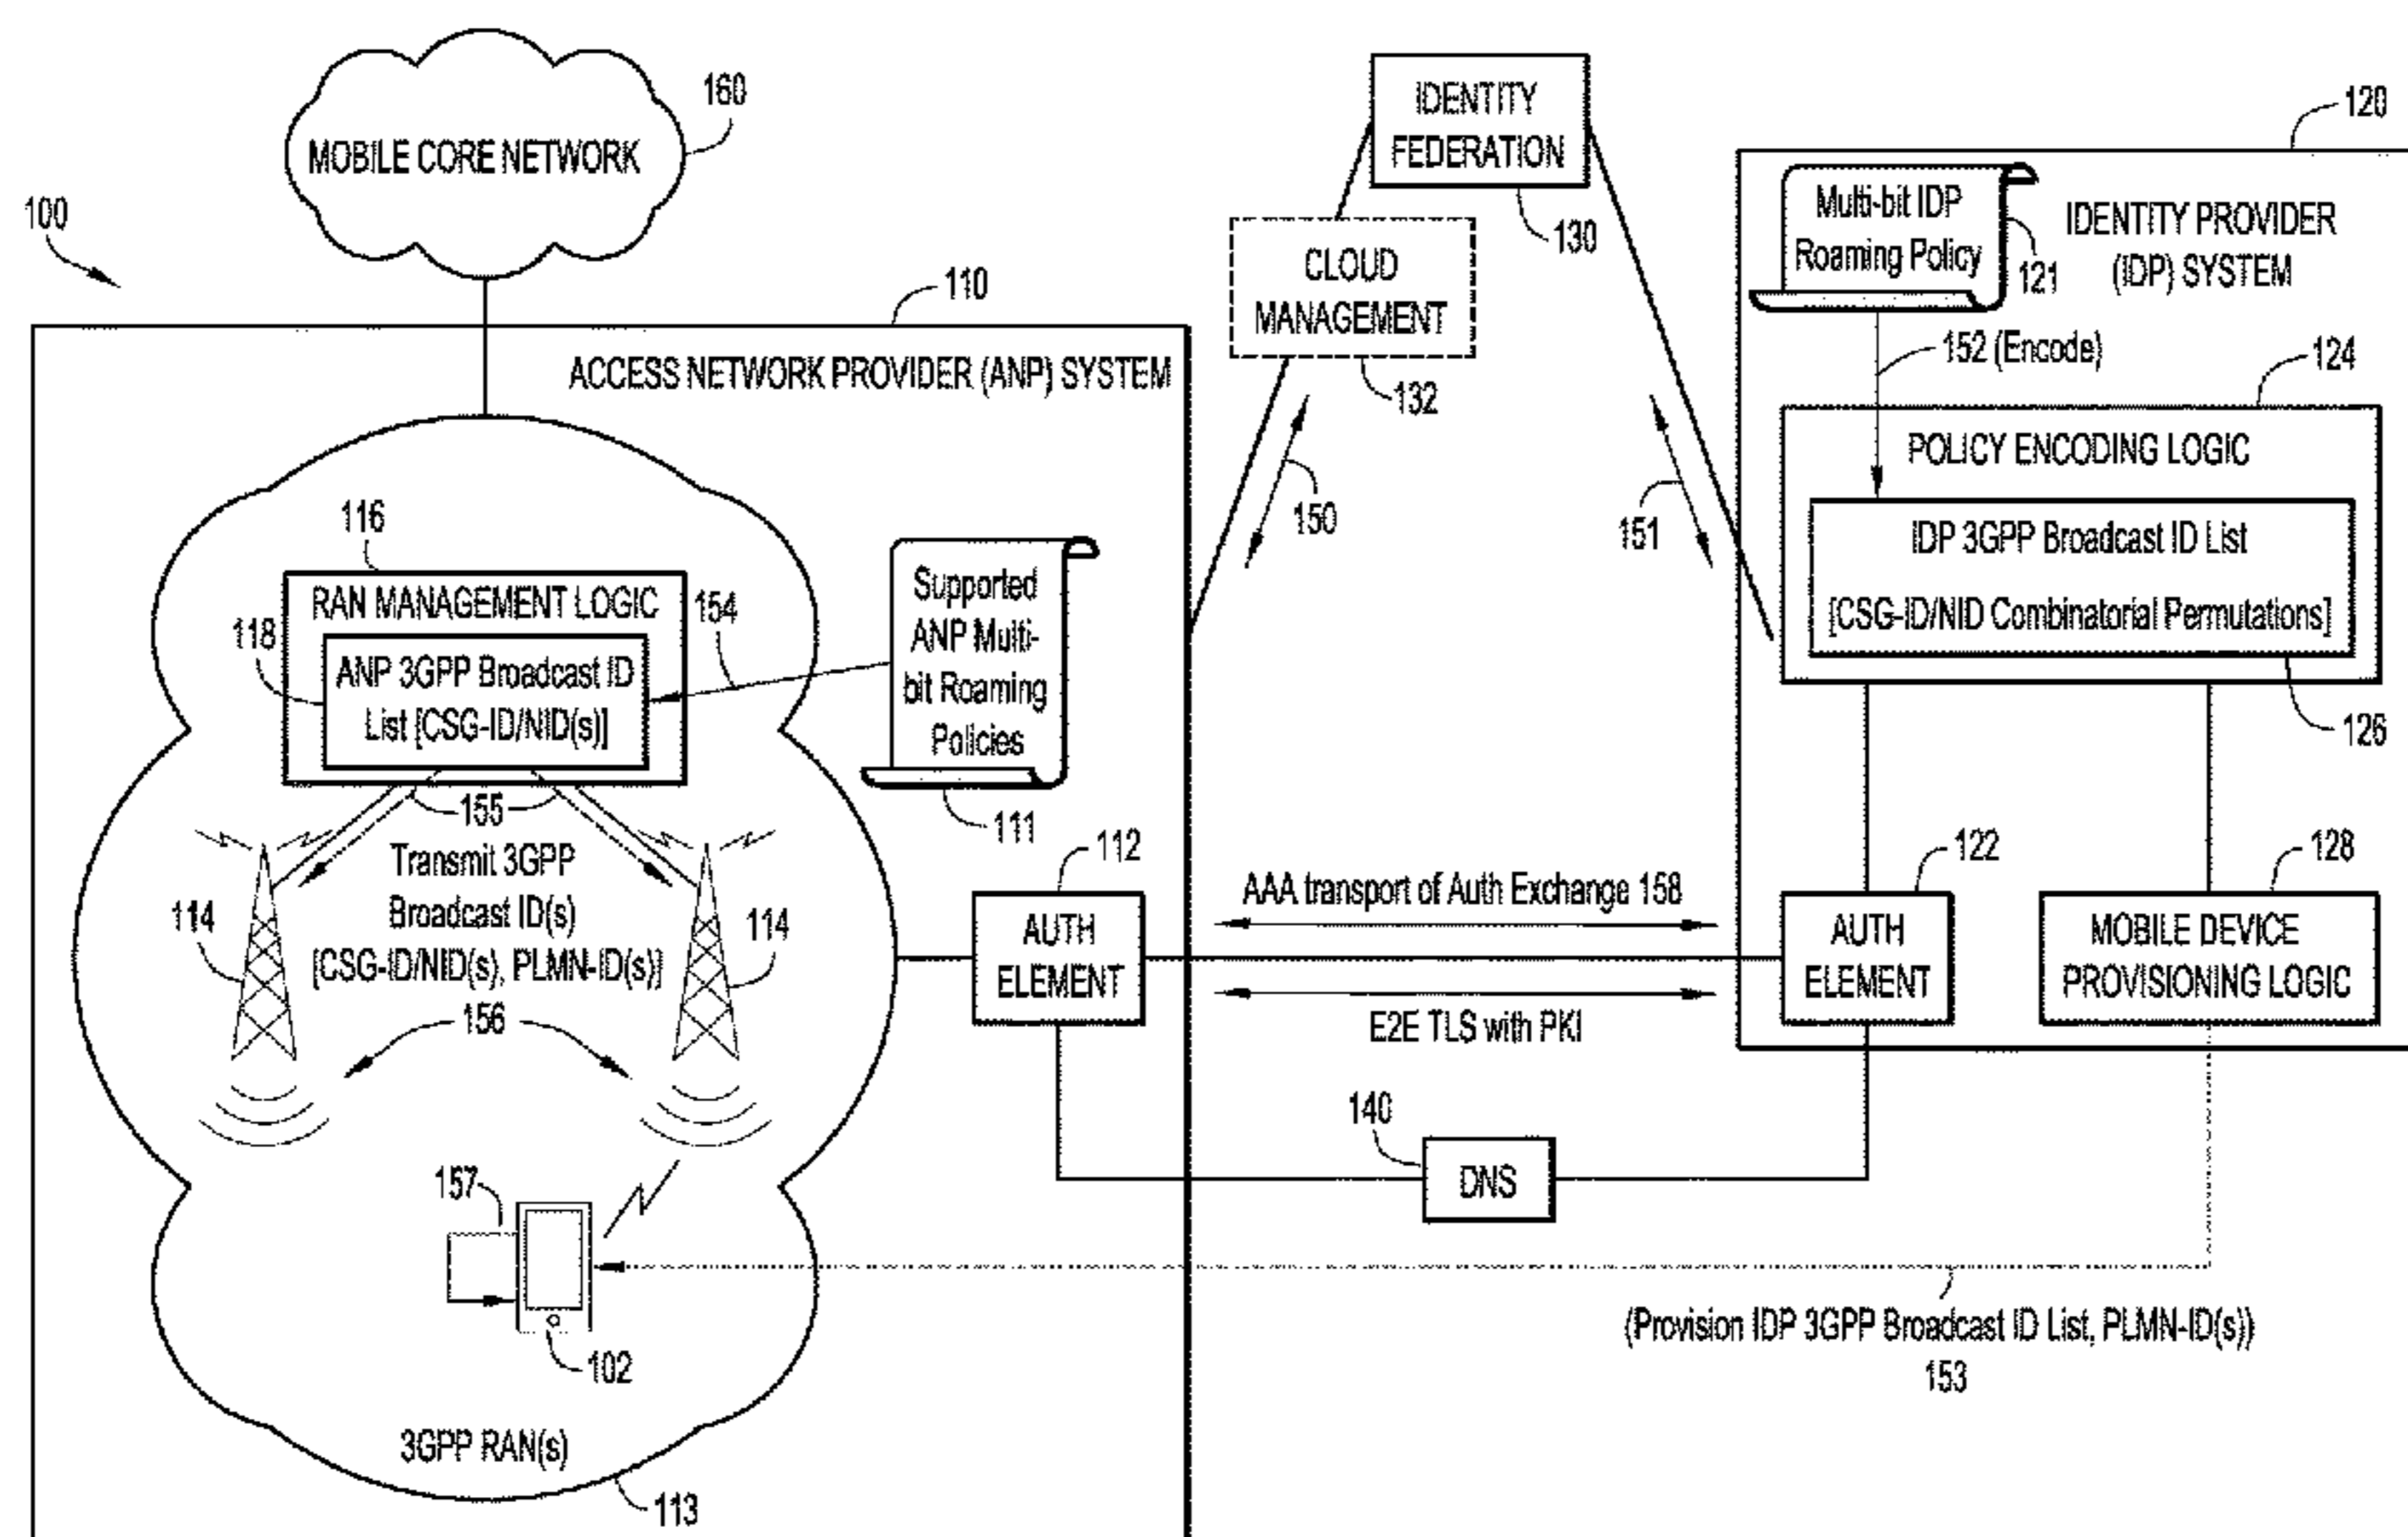 160
MOBILE CORE NETWORK
100
110
ACCESS NETWORK PROVIDER (ANP) SYSTEM
IDENTITY
FEDERATION
130
CLOUD
MANAGEMENT
132
150
151
120
Multi-bit IDP
Roaming Policy
121
IDENTITY PROVIDER
(IDP) SYSTEM
152 (Encode)
124
POLICY ENCODING LOGIC
IDP 3GPP Broadcast ID List
[CSG-ID/NID Combinatorial Permutations]
126
116
RAN MANAGEMENT LOGIC
118
ANP 3GPP Broadcast ID
List [CSG-ID/NID(s)]
154
Supported
ANP Multi-
bit Roaming
Policies
111
155
Transmit 3GPP
Broadcast ID(s)
[CSG-ID/NID(s), PLMN-ID(s)]
156
114
114
112
AUTH
ELEMENT
AAA transport of Auth Exchange 158
E2E TLS with PKI
122
AUTH
ELEMENT
128
MOBILE DEVICE
PROVISIONING LOGIC
140
DNS
157
102
(Provision IDP 3GPP Broadcast ID List, PLMN-ID(s))
153
3GPP RAN(s)
113